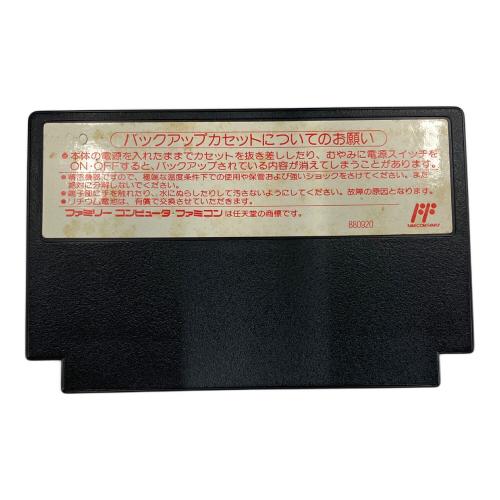 バックアップカセットについてのお願い
●本体の電源を入れたままでカセットを抜き差ししたり、むやみに電源スイッチを
ON・OFFすると、バックアップされている内容が消えてしまうことがあります。
●精密機器ですので、極端な温度条件下での使用や保管および強いショックをさけてください。また、
絶対に分解しないでください。
●電子部に手を触れたり、水にぬらしたりして汚さないようにしてください。故障の原因となります。
●リチウム電池は、有償で交換させていただきます。
ファミリーコンピュータ・ファミコンは任天堂の商標です。
880920